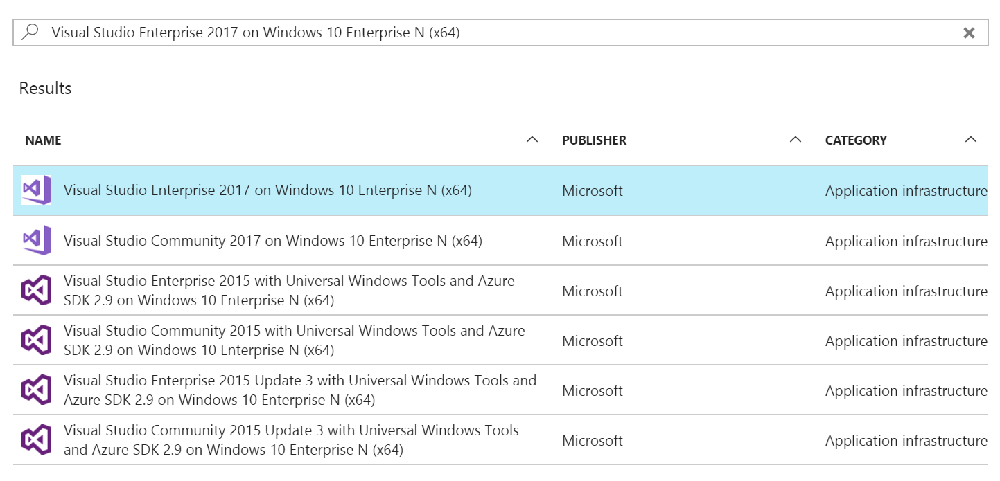 Visual Studio Enterprise 2017 on Windows 10 Enterprise N (x64)
Results
NAME PUBLISHER CATEGORY
Visual Studio Enterprise 2017 on Windows 10 Enterprise N (x64) Microsoft Application infrastructure
Visual Studio Community 2017 on Windows 10 Enterprise N (x64) Microsoft Application infrastructure
Visual Studio Enterprise 2015 with Universal Windows Tools and Azure
SDK 2.9 on Windows 10 Enterprise N (x64)
Microsoft Application infrastructure
Visual Studio Community 2015 with Universal Windows Tools and Azure
SDK 2.9 on Windows 10 Enterprise N (x64)
Microsoft Application infrastructure
Visual Studio Enterprise 2015 Update 3 with Universal Windows Tools and
Azure SDK 2.9 on Windows 10 Enterprise N (x64)
Microsoft Application infrastructure
Visual Studio Community 2015 Update 3 with Universal Windows Tools
and Azure SDK 2.9 on Windows 10 Enterprise N (x64)
Microsoft Application infrastructure